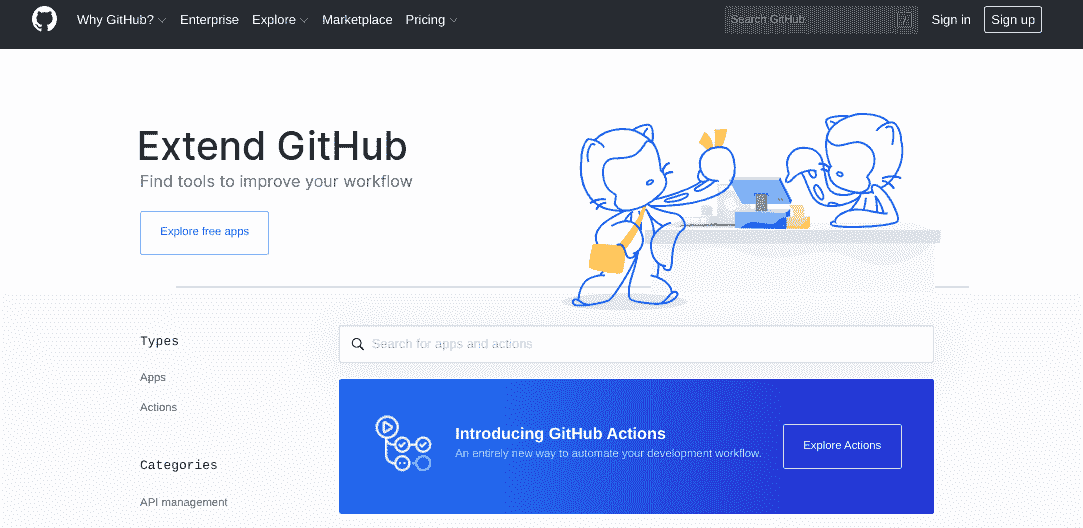 Why GitHub? Enterprise Explore Marketplace Pricing Search GitHub / Sign in Sign up
Extend GitHub
Find tools to improve your workflow
Explore free apps
Types
Search for apps and actions
Apps
Actions
Introducing GitHub Actions
An entirely new way to automate your development workflow.
Explore Actions
Categories
API management